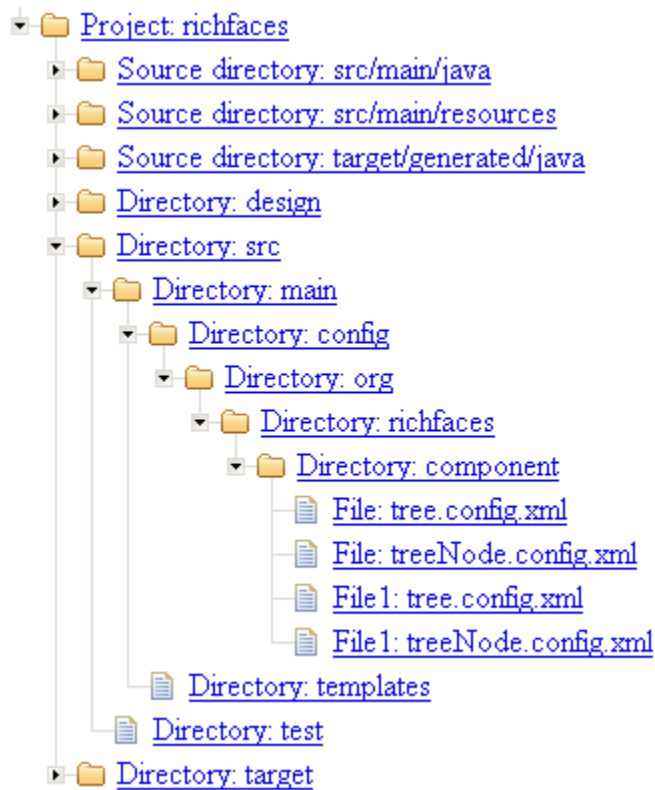 Project: richfaces
Source directory: src/main/java
Source directory: src/main/resources
Source directory: target/generated/java
Directory: design
Directory: src
Directory: main
Directory: config
Directory: org
Directory: richfaces
Directory: component
File: tree.config.xml
File: treeNode.config.xml
File1: tree.config.xml
File1: treeNode.config.xml
Directory: templates
Directory: test
Directory: target